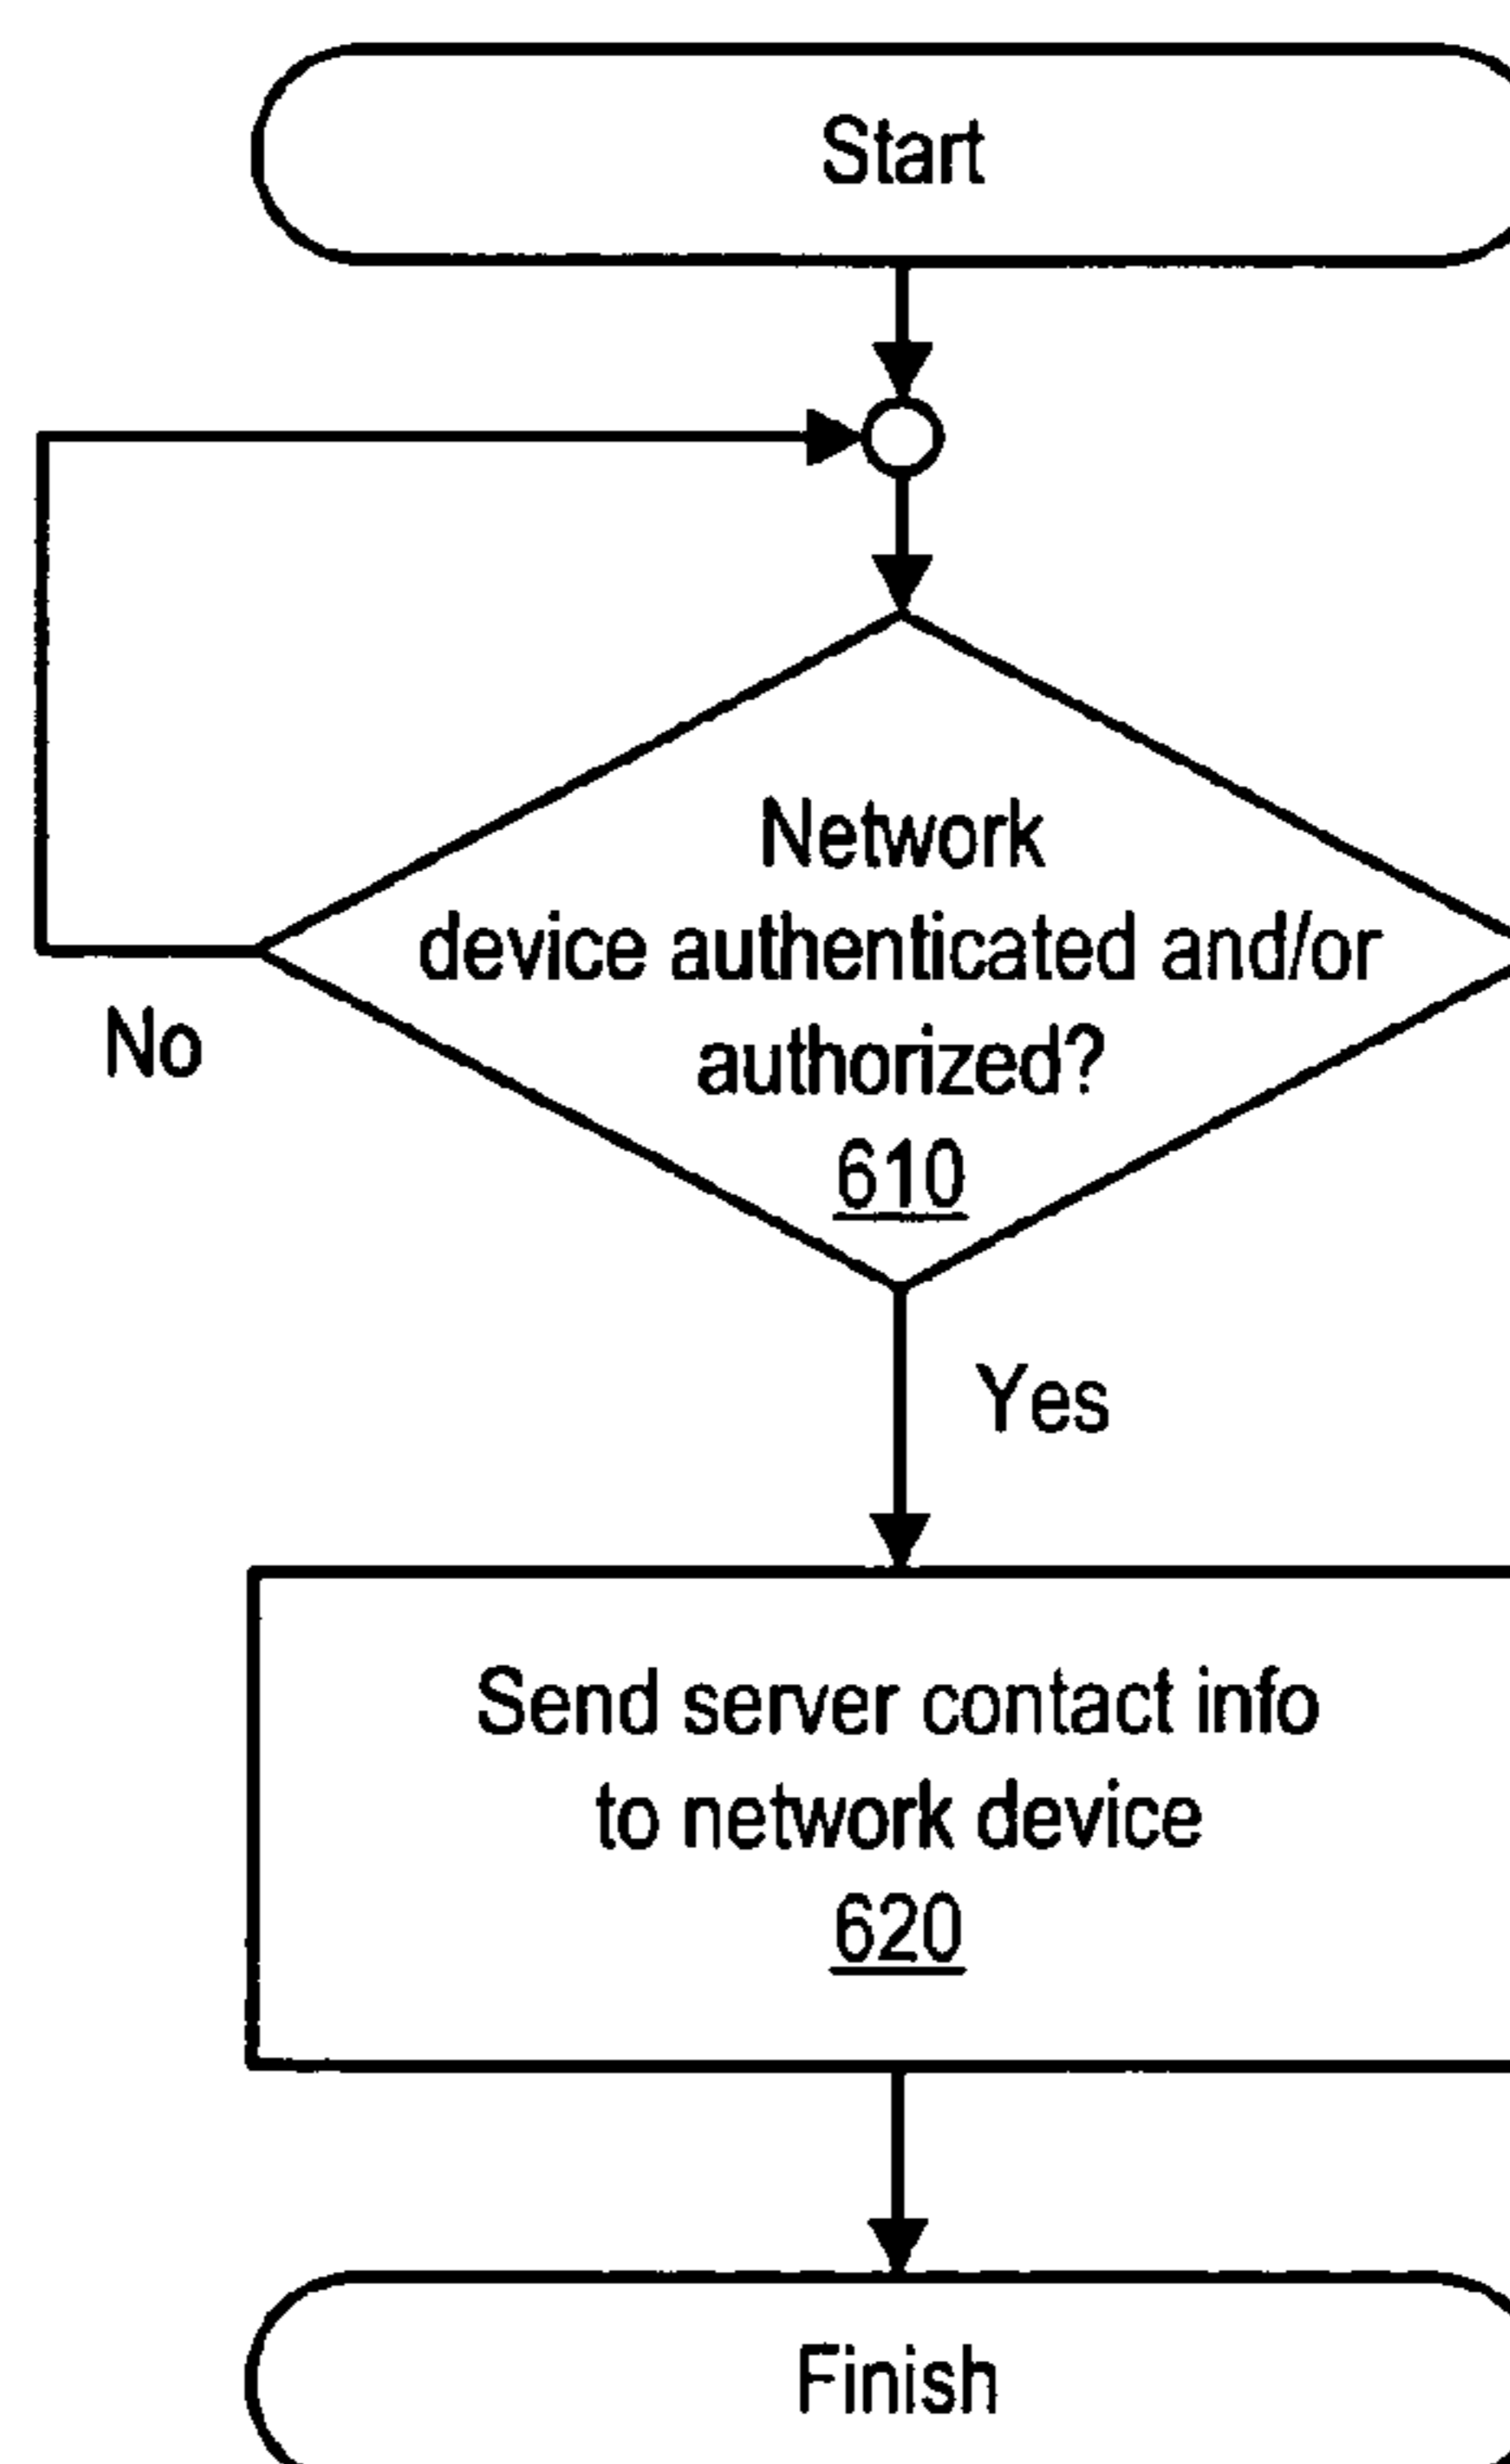 Start
Network
device authenticated and/or
authorized?
610
No
Yes
Send server contact info
to network device
620
Finish